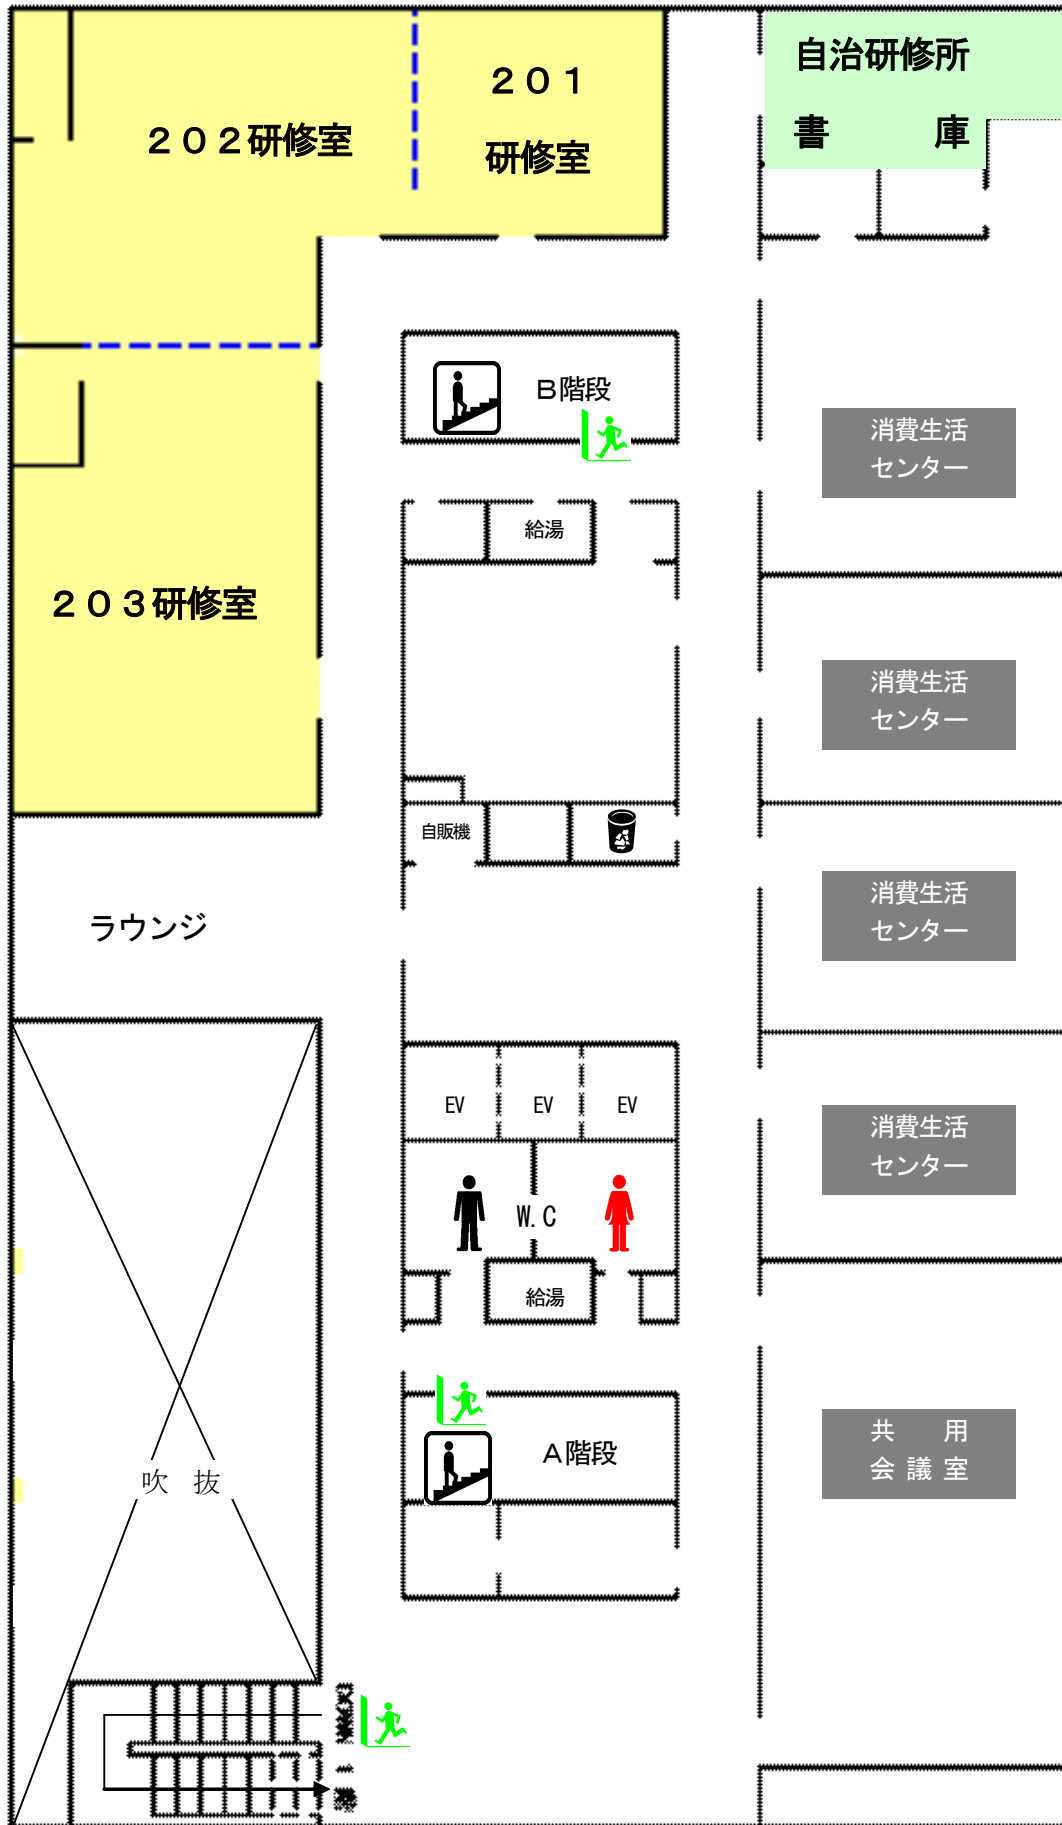 自治研修所
書　　庫
２０１
研修室
２０２研修室
Ｂ階段
消費生活
センター
給湯
２０３研修室
消費生活
センター
自販機
消費生活
センター
ラウンジ
EV EV EV
消費生活
センター
W.C
給湯
共　用
会議室
Ａ階段
吹　抜